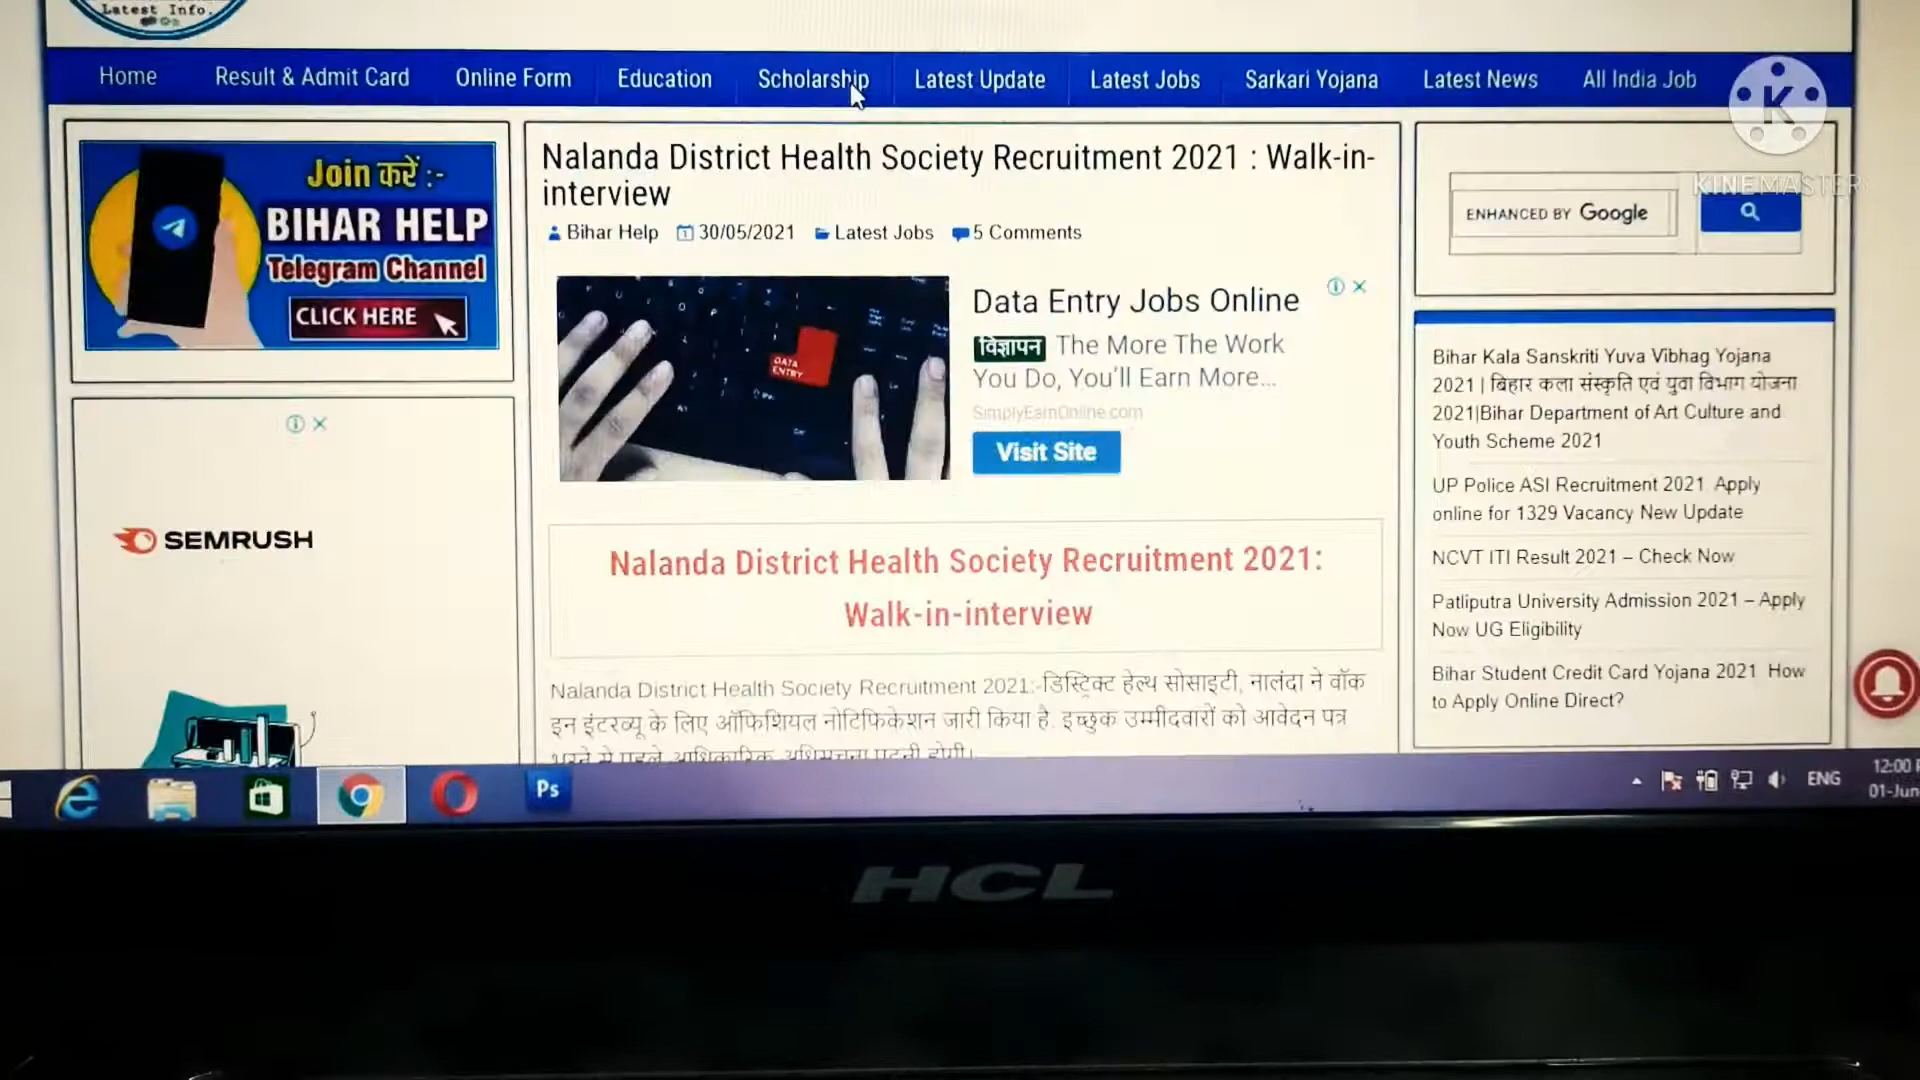 Latest Info.
Home Result & Admit Card Online Form Education Scholarship Latest Update Latest Jobs Sarkari Yojana Latest News All India Job
K
KINEMASTER
Join करें :-
BIHAR HELP
Telegram Channel
CLICK HERE
SEMRUSH
Nalanda District Health Society Recruitment 2021 : Walk-in-
interview
Bihar Help 30/05/2021 Latest Jobs 5 Comments
DATA
ENTRY
Data Entry Jobs Online
विज्ञापन The More The Work
You Do, You'll Earn More...
SimplyEarnOnline.com
Visit Site
Nalanda District Health Society Recruitment 2021:
Walk-in-interview
Nalanda District Health Society Recruitment 2021:-डिस्ट्रिक्ट हेल्थ सोसाइटी, नालंदा ने वॉक
इन इंटरव्यू के लिए ऑफिशियल नोटिफिकेशन जारी किया है. इच्छुक उम्मीदवारों को आवेदन पत्र
भरने से पहले आधिकारिक अधिसूचना पढ़नी होगी।
ENHANCED BY Google
Bihar Kala Sanskriti Yuva Vibhag Yojana
2021 | बिहार कला संस्कृति एवं युवा विभाग योजना
2021|Bihar Department of Art Culture and
Youth Scheme 2021
UP Police ASI Recruitment 2021 Apply
online for 1329 Vacancy New Update
NCVT ITI Result 2021 – Check Now
Patliputra University Admission 2021 – Apply
Now UG Eligibility
Bihar Student Credit Card Yojana 2021 How
to Apply Online Direct?
Ps
ENG
12:00 P
01-Jun
HCL